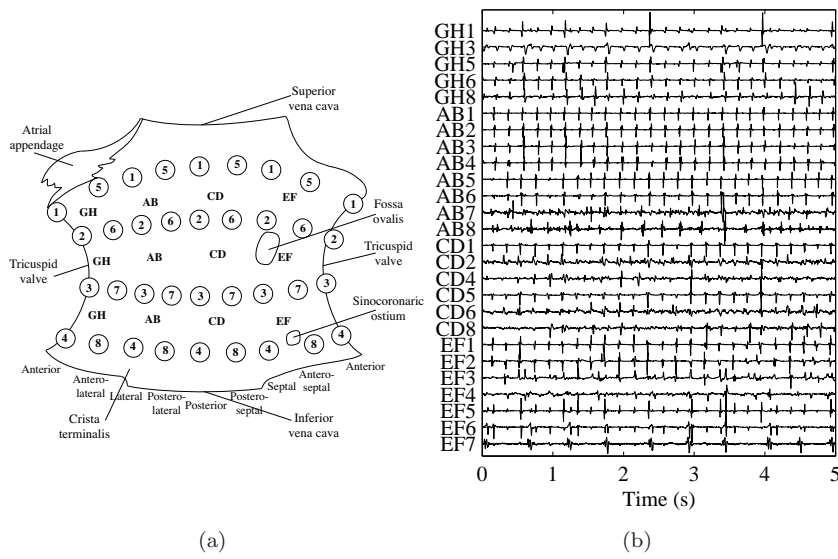 Superior
vena cava
Atrial
appendage
1 5 1 5 1 5 1 5 1
GH AB CD EF
Fossa
ovalis
2 6 2 6 2 6 2 6 2
Tricuspid
valve
GH AB CD EF
Tricuspid
valve
3 7 3 7 3 7 3 7 3
GH AB CD EF
Sinocoronaric
ostium
4 8 4 8 4 8 4 8 4
Anterior
Antero-
lateral
Lateral
Postero-
lateral
Posterior
Postero-
septal
Septal
Antero-
septal
Anterior
Crista
terminalis
Inferior
vena cava
(a)
GH1
GH3
GH5
GH6
GH8
AB1
AB2
AB3
AB4
AB5
AB6
AB7
AB8
CD1
CD2
CD4
CD5
CD6
CD8
EF1
EF2
EF3
EF4
EF5
EF6
EF7
0 1 2 3 4 5
Time (s)
(b)